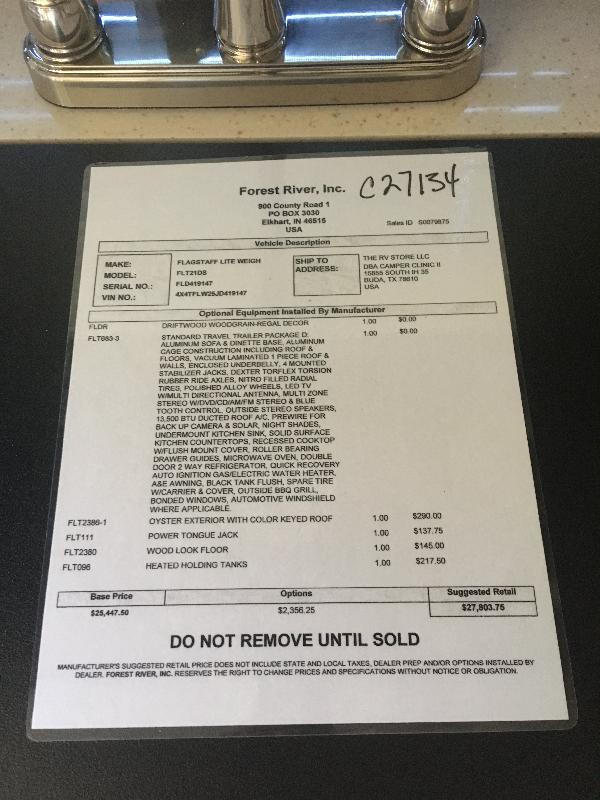 Forest River, Inc. C27134
900 County Road 1
PO BOX 3030
Elkhart, IN 46515
USA
Sales ID S0079875
Vehicle Description
MAKE: FLAGSTAFF LITE WEIGH
MODEL: FLT21DS
SERIAL NO.: FLD419147
VIN NO.: 4X4TFLW25JD419147
SHIP TO ADDRESS:
THE RV STORE LLC
DBA CAMPER CLINIC II
15855 SOUTH IH 35
BUDA, TX 78610
USA
Optional Equipment Installed By Manufacturer
FLDR DRIFTWOOD WOODGRAIN-REGAL DECOR 1.00 $0.00
FLT883-3 STANDARD TRAVEL TRAILER PACKAGE D: 1.00 $0.00
ALUMINUM SOFA & DINETTE BASE, ALUMINUM
CAGE CONSTRUCTION INCLUDING ROOF &
FLOORS, VACUUM LAMINATED 1 PIECE ROOF &
WALLS, ENCLOSED UNDERBELLY, 4 MOUNTED
STABILIZER JACKS, DEXTER TORFLEX TORSION
RUBBER RIDE AXLES, NITRO FILLED RADIAL
TIRES, POLISHED ALLOY WHEELS, LED TV
W/MULTI DIRECTIONAL ANTENNA, MULTI ZONE
STEREO W/DVD/CD/AM/FM STEREO & BLUE
TOOTH CONTROL, OUTSIDE STEREO SPEAKERS,
13,500 BTU DUCTED ROOF A/C, PREWIRE FOR
BACK UP CAMERA & SOLAR, NIGHT SHADES,
UNDERMOUNT KITCHEN SINK, SOLID SURFACE
KITCHEN COUNTERTOPS, RECESSED COOKTOP
W/FLUSH MOUNT COVER, ROLLER BEARING
DRAWER GUIDES, MICROWAVE OVEN, DOUBLE
DOOR 2 WAY REFRIGERATOR, QUICK RECOVERY
AUTO IGNITION GAS/ELECTRIC WATER HEATER,
A&E AWNING, BLACK TANK FLUSH, SPARE TIRE
W/CARRIER & COVER, OUTSIDE BBQ GRILL,
BONDED WINDOWS, AUTOMOTIVE WINDSHIELD
WHERE APPLICABLE.
FLT2386-1 OYSTER EXTERIOR WITH COLOR KEYED ROOF 1.00 $290.00
FLT111 POWER TONGUE JACK 1.00 $137.75
FLT2380 WOOD LOOK FLOOR 1.00 $145.00
FLT096 HEATED HOLDING TANKS 1.00 $217.50
Base Price Options Suggested Retail
$25,447.50 $2,356.25 $27,803.75
DO NOT REMOVE UNTIL SOLD
MANUFACTURER'S SUGGESTED RETAIL PRICE DOES NOT INCLUDE STATE AND LOCAL TAXES, DEALER PREP AND/OR OPTIONS INSTALLED BY
DEALER. FOREST RIVER, INC. RESERVES THE RIGHT TO CHANGE PRICES AND SPECIFICATIONS WITHOUT NOTICE OR OBLIGATION.